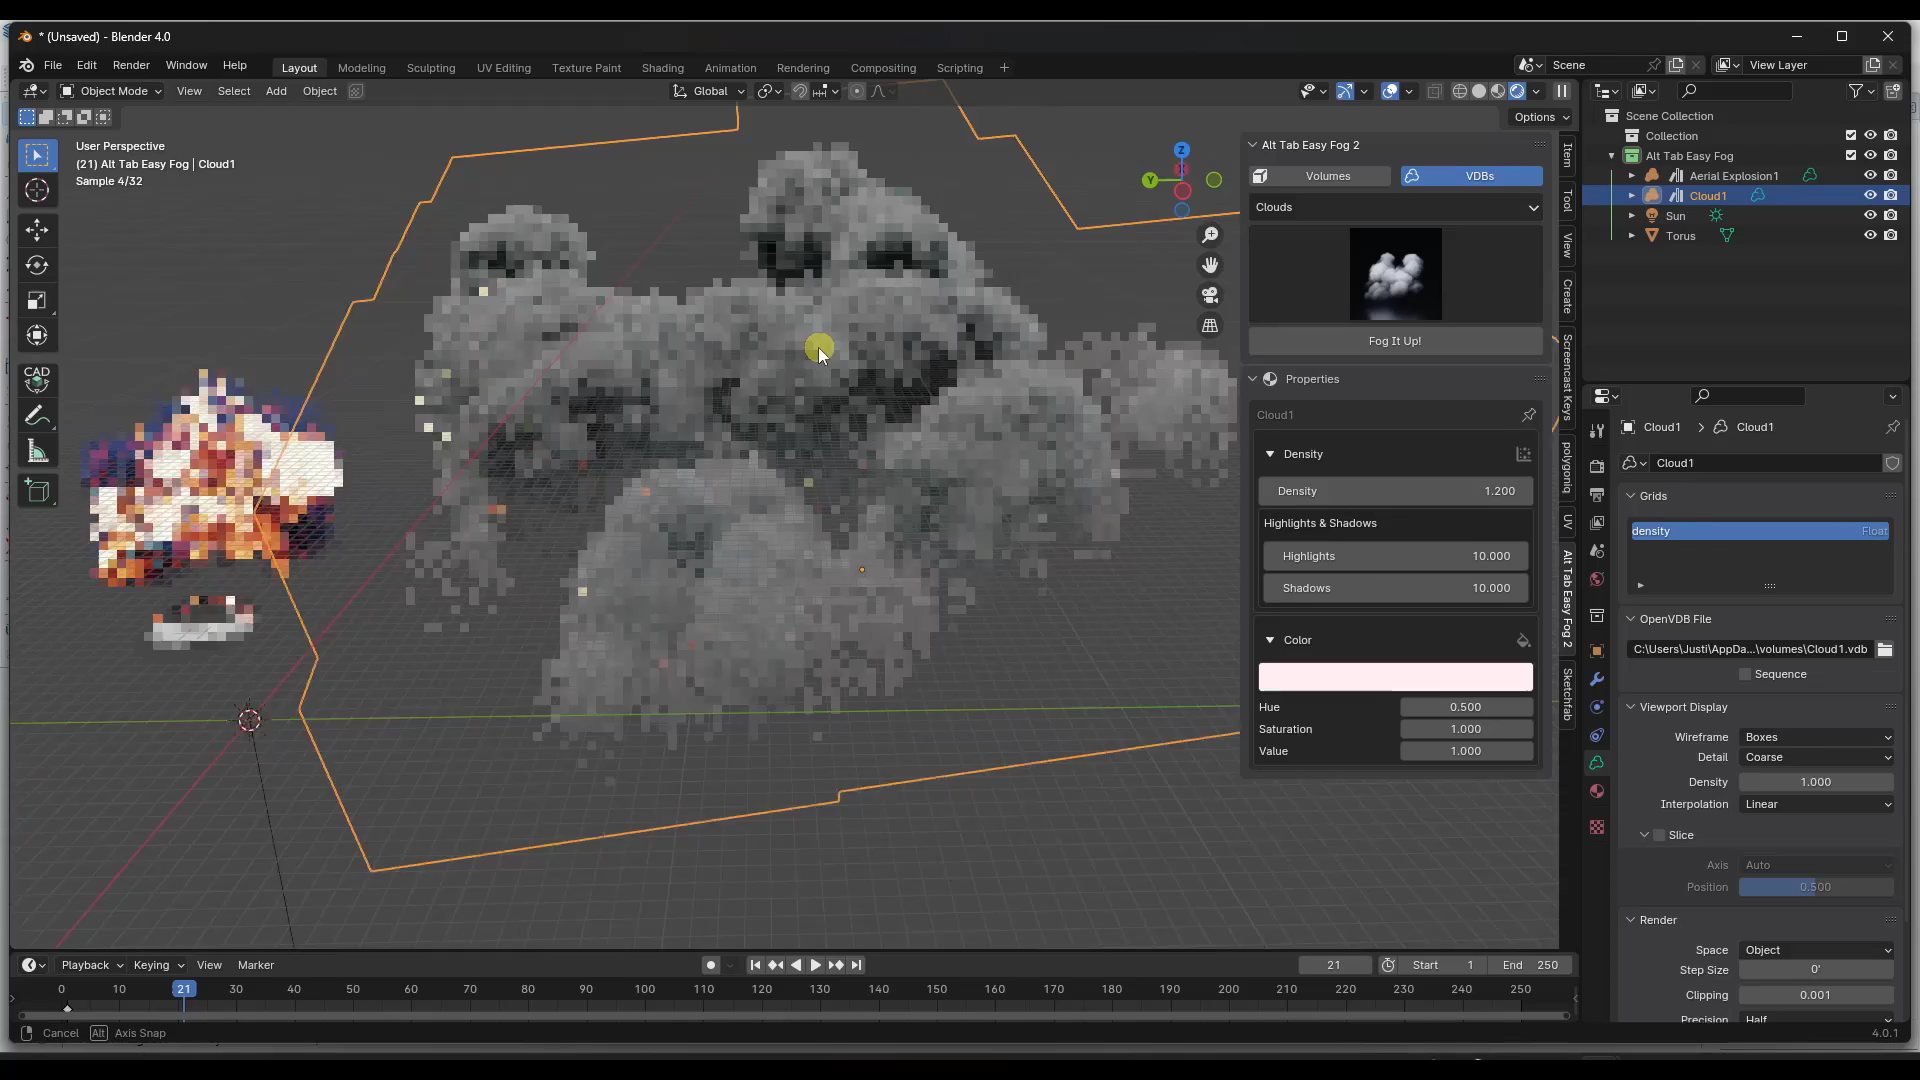 * (Unsaved) - Blender 4.0
File Edit Render Window Help
Layout Modeling Sculpting UV Editing Texture Paint Shading Animation Rendering Compositing Scripting +
Scene
View Layer
Object Mode View Select Add Object
Global
Options
User Perspective
(21) Alt Tab Easy Fog | Cloud1
Sample 4/32
CAD
Z
Y
Alt Tab Easy Fog 2
Volumes VDBs
Clouds
Fog It Up!
Properties
Cloud1
Density
Density 1.200
Highlights & Shadows
Highlights 10.000
Shadows 10.000
Color
Hue 0.500
Saturation 1.000
Value 1.000
Item
Tool
View
Create
Screencast Keys
polygoniq
UV
Alt Tab Easy Fog 2
Sketchfab
Scene Collection
Collection
Alt Tab Easy Fog
Aerial Explosion1
Cloud1
Sun
Torus
Cloud1 > Cloud1
Cloud1
Grids
density Float
OpenVDB File
C:\Users\Justi\AppDa...\volumes\Cloud1.vdb
Sequence
Viewport Display
Wireframe Boxes
Detail Coarse
Density 1.000
Interpolation Linear
Slice
Axis Auto
Position 0.500
Render
Space Object
Step Size 0'
Clipping 0.001
Precision Half
Playback Keying View Marker
21 Start 1 End 250
0 10 21 30 40 50 60 70 80 90 100 110 120 130 140 150 160 170 180 190 200 210 220 230 240 250
Cancel Alt Axis Snap
4.0.1